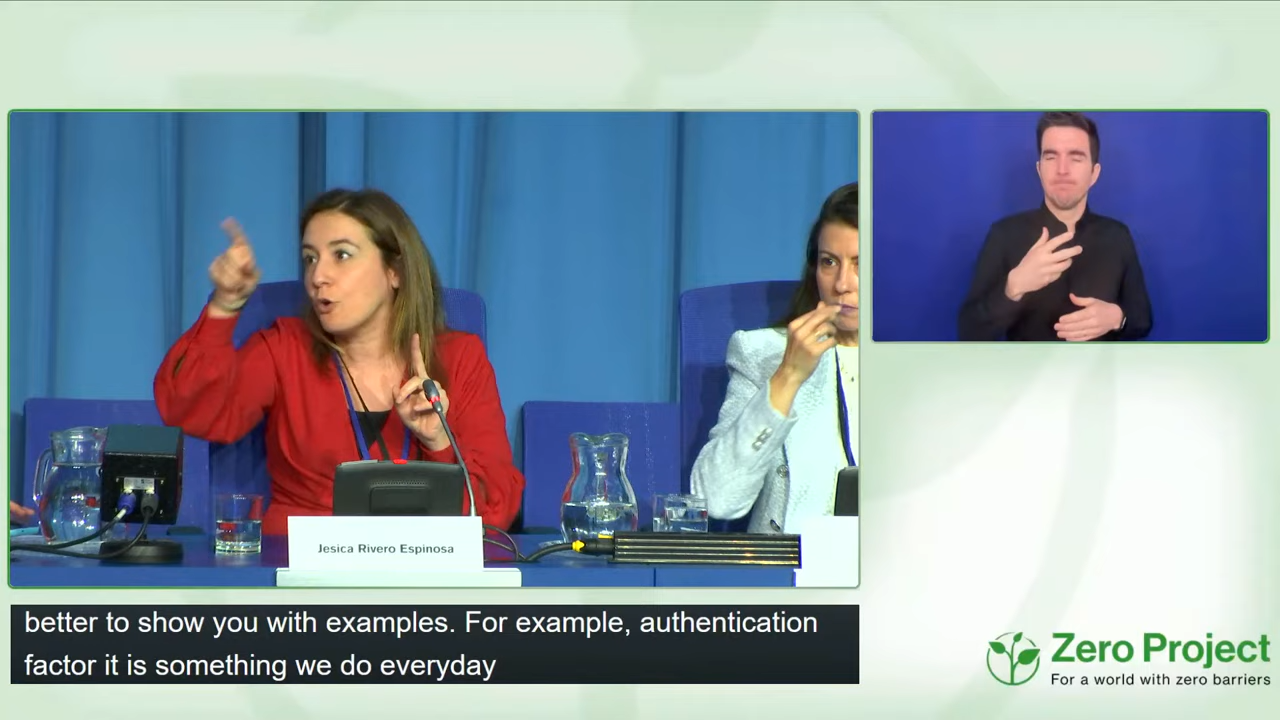 Jesica Rivero Espinosa
better to show you with examples. For example, authentication
factor it is something we do everyday
Zero Project
For a world with zero barriers